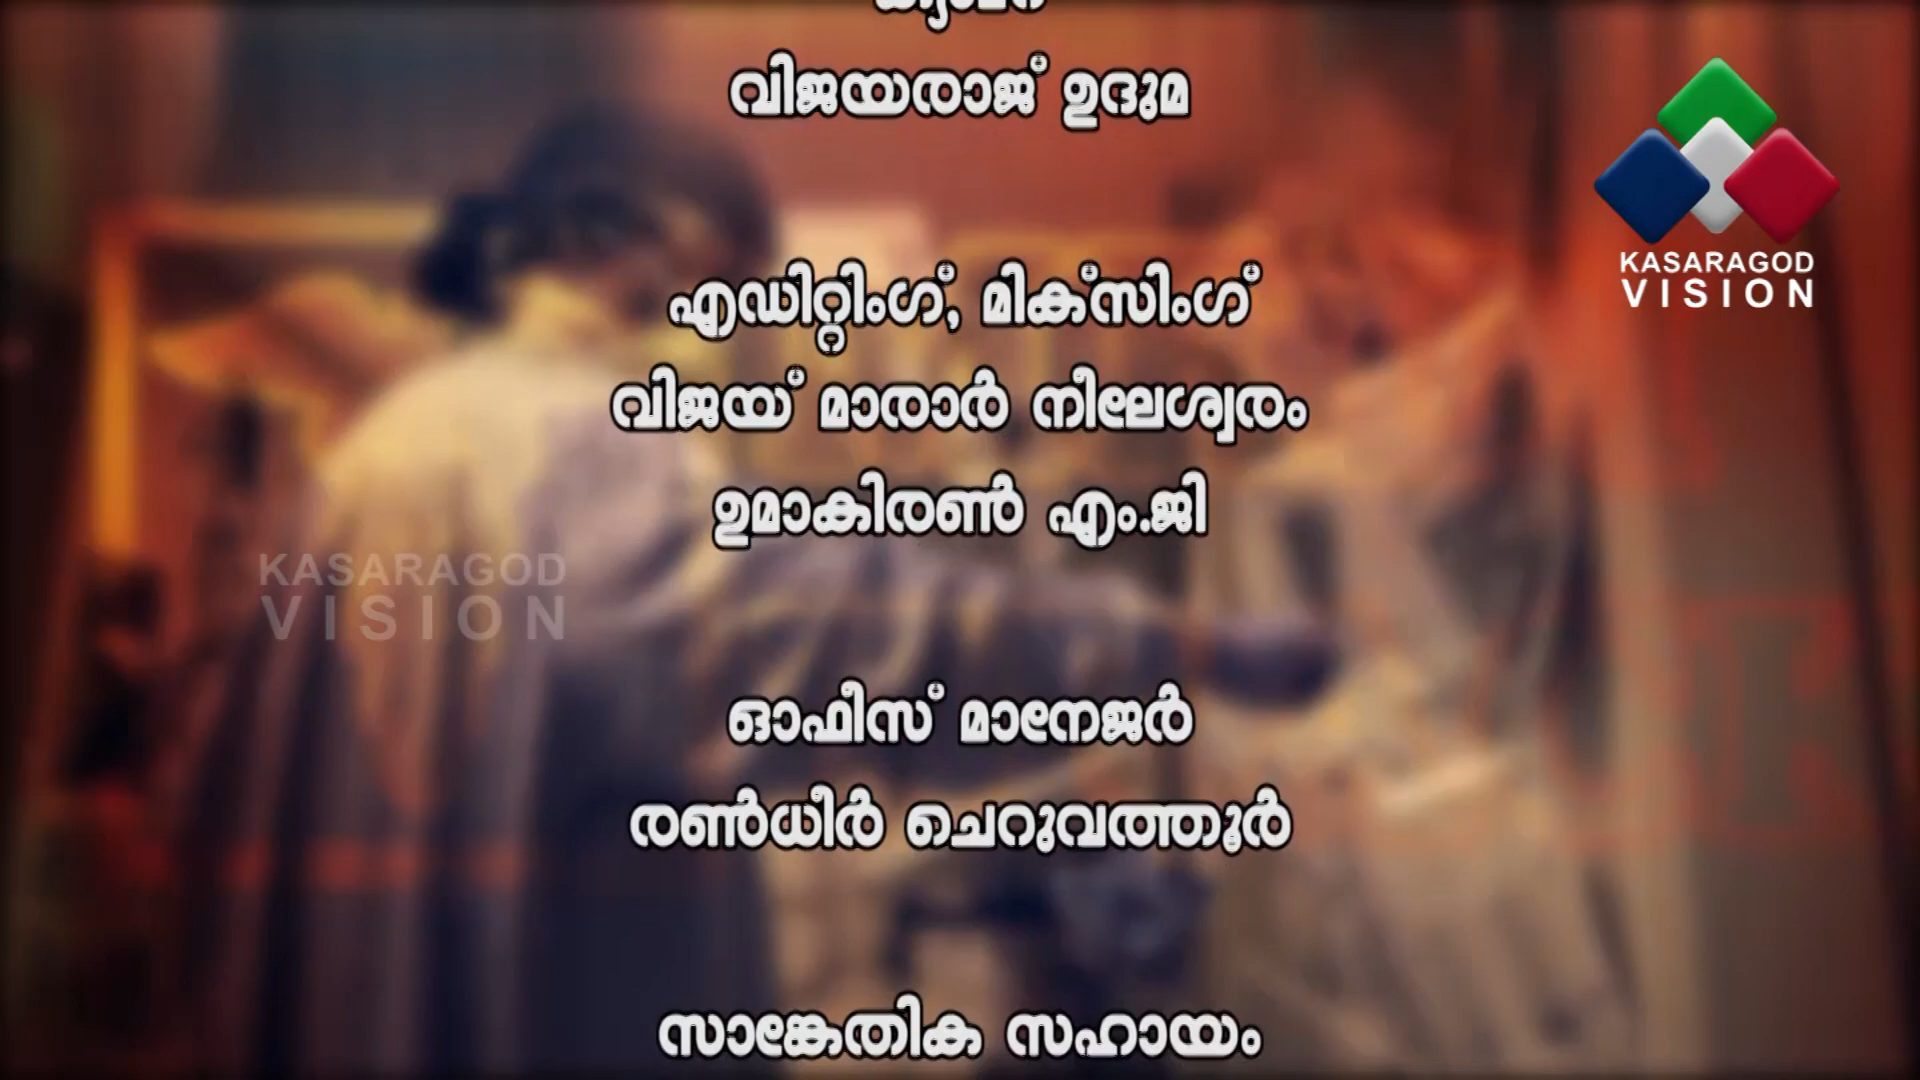 വിജയരാജ് ഉദുമ
KASARAGOD
VISION
എഡിറ്റിംഗ്, മിക്സിംഗ്
വിജയ് മാരാർ നീലേശ്വരം
ഉമാകിരൺ എം.ജി
KASARAGOD
VISION
ഓഫീസ് മാനേജർ
രൺധീർ ചെറുവത്തൂർ
സാങ്കേതിക സഹായം